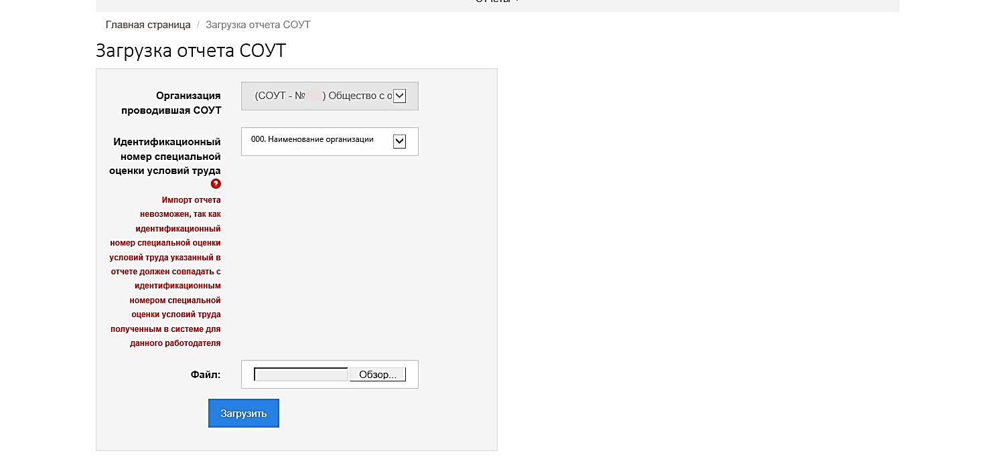 Отчеты
Главная страница / Загрузка отчета СОУТ
Загрузка отчета СОУТ
Организация
проводившая СОУТ
(СОУТ - № ) Общество с о
Идентификационный
номер специальной
оценки условий труда
?
000. Наименование организации
Импорт отчета
невозможен, так как
идентификационный
номер специальной оценки
условий труда указанный в
отчете должен совпадать с
идентификационным
номером специальной
оценки условий труда
полученным в системе для
данного работодателя
Файл:
Обзор...
Загрузить